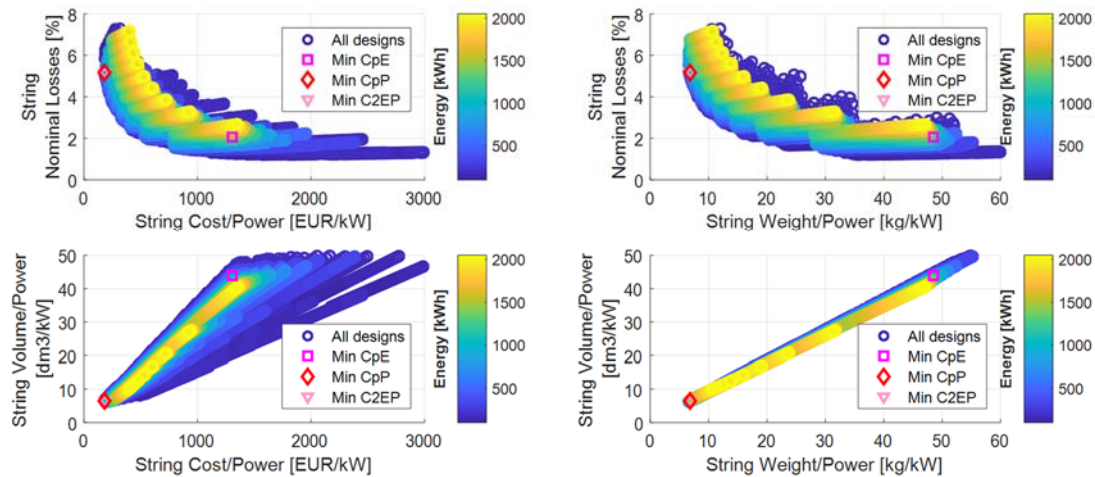 8
6
4
2
0
String
Nominal Losses [%]
0
1000
2000
3000
String Cost/Power [EUR/kW]
All designs
Min CpE
Min CpP
Min C2EP
2000
1500
1000
500
Energy [kWh]
8
6
4
2
0
String
Nominal Losses [%]
0
10
20
30
40
50
60
String Weight/Power [kg/kW]
All designs
Min CpE
Min CpP
Min C2EP
2000
1500
1000
500
Energy [kWh]
50
40
30
20
10
0
String Volume/Power
[dm3/kW]
0
1000
2000
3000
String Cost/Power [EUR/kW]
All designs
Min CpE
Min CpP
Min C2EP
2000
1500
1000
500
Energy [kWh]
50
40
30
20
10
0
String Volume/Power
[dm3/kW]
0
10
20
30
40
50
60
String Weight/Power [kg/kW]
All designs
Min CpE
Min CpP
Min C2EP
2000
1500
1000
500
Energy [kWh]